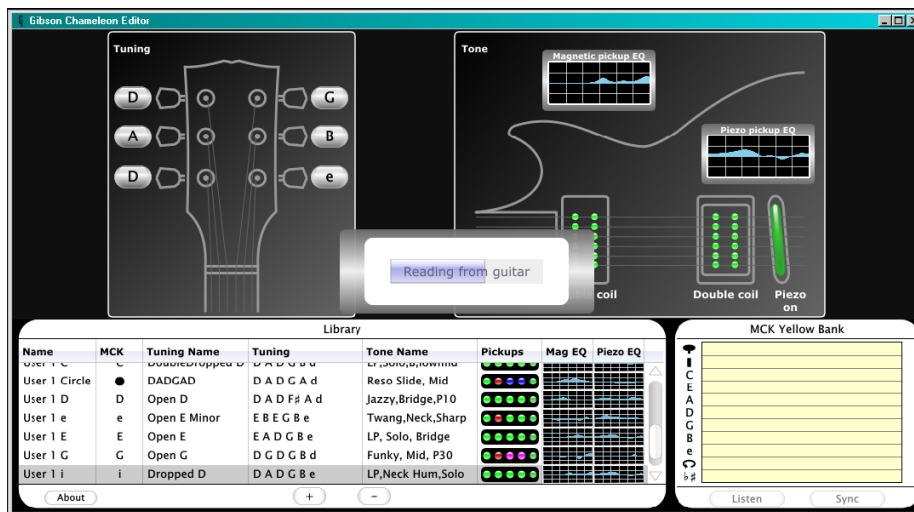 Gibson Chameleon Editor
Tuning
D G
A B
D e
Tone
Magnetic pickup EQ
Piezo pickup EQ
coil
Double coil
Piezo on
Reading from guitar
Library
Name MCK Tuning Name Tuning Tone Name Pickups Mag EQ Piezo EQ
User 1 C C DoubleDropped D D A D G B d
User 1 Circle ● DADGAD D A D G A d Reso Slide, Mid
User 1 D D Open D D A D F♯ A d Jazzy,Bridge,P10
User 1 e e Open E Minor E B E G B e Twang,Neck,Sharp
User 1 E E Open E E A D G B e LP, Solo, Bridge
User 1 G G Open G D G D G B d Funky, Mid, P30
User 1 i i Dropped D D A D G B e LP,Neck Hum,Solo
About + -
MCK Yellow Bank
C
E
A
D
G
B
e
♭♯
Listen Sync